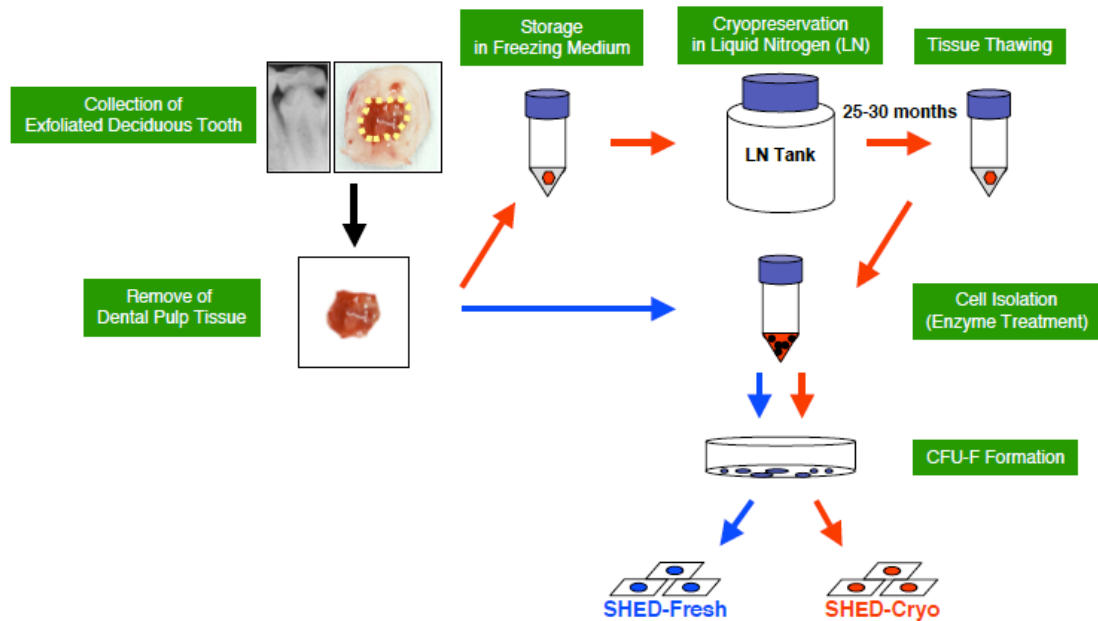 Storage
in Freezing Medium
Cryopreservation
in Liquid Nitrogen (LN)
Tissue Thawing
Collection of
Exfoliated Deciduous Tooth
25-30 months
LN Tank
Remove of
Dental Pulp Tissue
Cell Isolation
(Enzyme Treatment)
CFU-F Formation
SHED-Fresh
SHED-Cryo